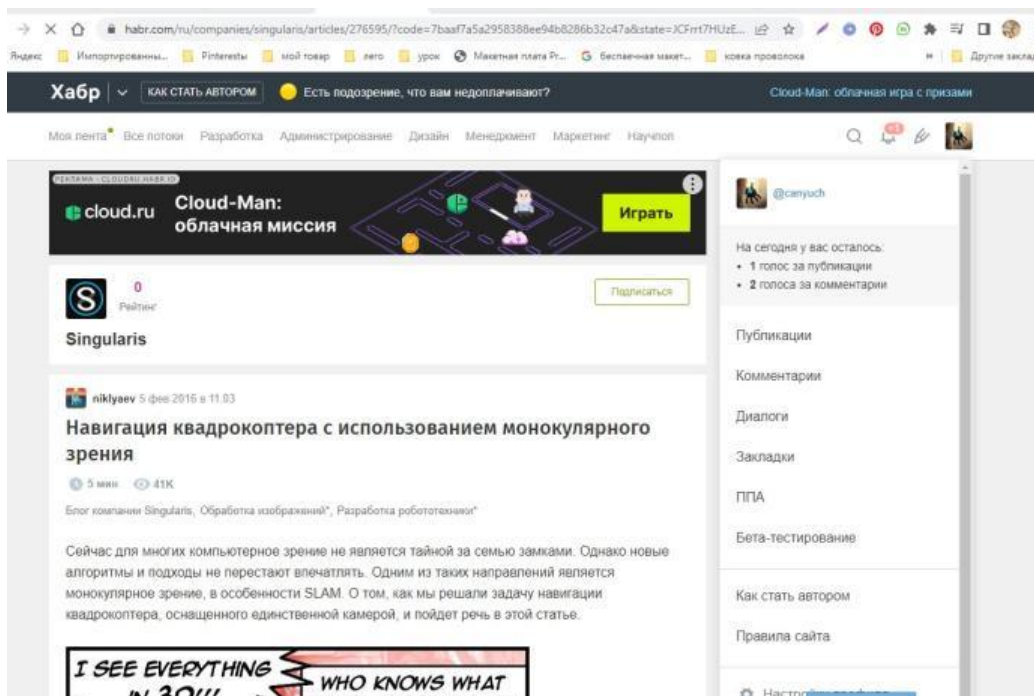 habr.com/ru/companies/singularis/articles/276595/?code=7baaf7a5a2958388ee94b8286b32c47a&state=JCFrrt7HUzE...
Яндекс Импортированны... Pinterestы мой товар лего урок Макетная плата Pr... беспаечная макет... ковка проволока » Другие заклад
Хабр КАК СТАТЬ АВТОРОМ Есть подозрение, что вам недоплачивают? Cloud-Man: облачная игра с призами
Моя лента Все потоки Разработка Администрирование Дизайн Менеджмент Маркетинг Научпоп
РЕКЛАМА • CLOUDRU.HABR.IO
cloud.ru Cloud-Man:
облачная миссия
Играть
S
0
Рейтинг
Подписаться
Singularis
niklyaev 5 фев 2016 в 11:03
Навигация квадрокоптера с использованием монокулярного
зрения
5 мин 41K
Блог компании Singularis, Обработка изображений*, Разработка робототехники*
Сейчас для многих компьютерное зрение не является тайной за семью замками. Однако новые
алгоритмы и подходы не перестают впечатлять. Одним из таких направлений является
монокулярное зрение, в особенности SLAM. О том, как мы решали задачу навигации
квадрокоптера, оснащенного единственной камерой, и пойдет речь в этой статье.
I SEE EVERYTHING
IN 3D!!!
WHO KNOWS WHAT
@canyuch
На сегодня у вас осталось:
• 1 голос за публикации
• 2 голоса за комментарии
Публикации
Комментарии
Диалоги
Закладки
ППА
Бета-тестирование
Как стать автором
Правила сайта